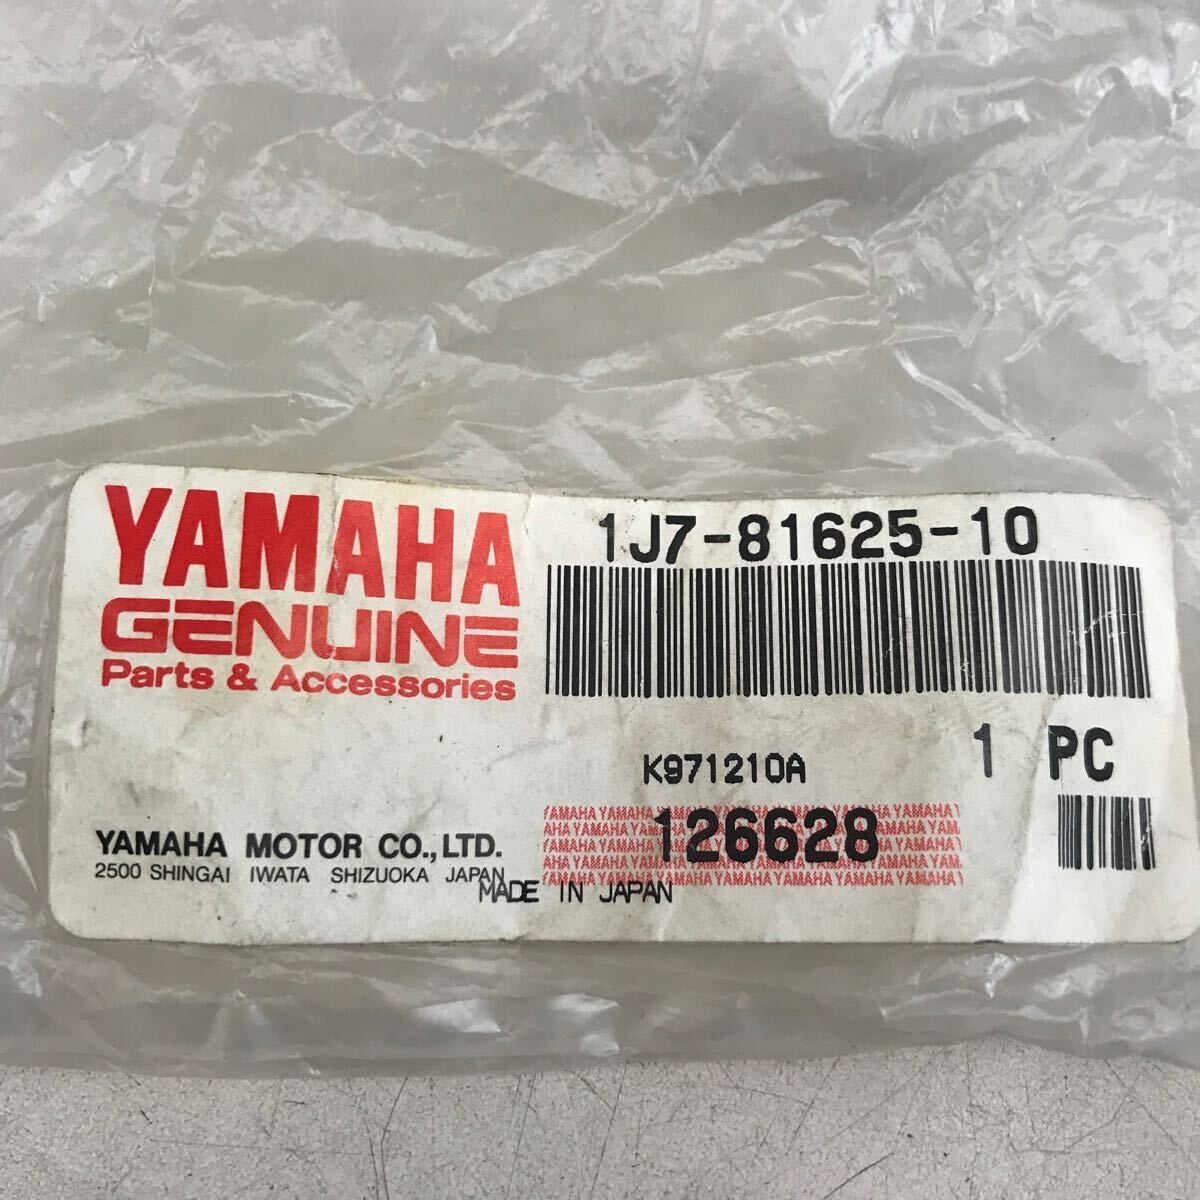 YAMAHA
GENUINE
Parts & Accessories
YAMAHA MOTOR CO.,LTD.
2500 SHINGAI IWATA SHIZUOKA JAPAN
MADE IN JAPAN
1J7-81625-10
1 PC
K971210A
126628